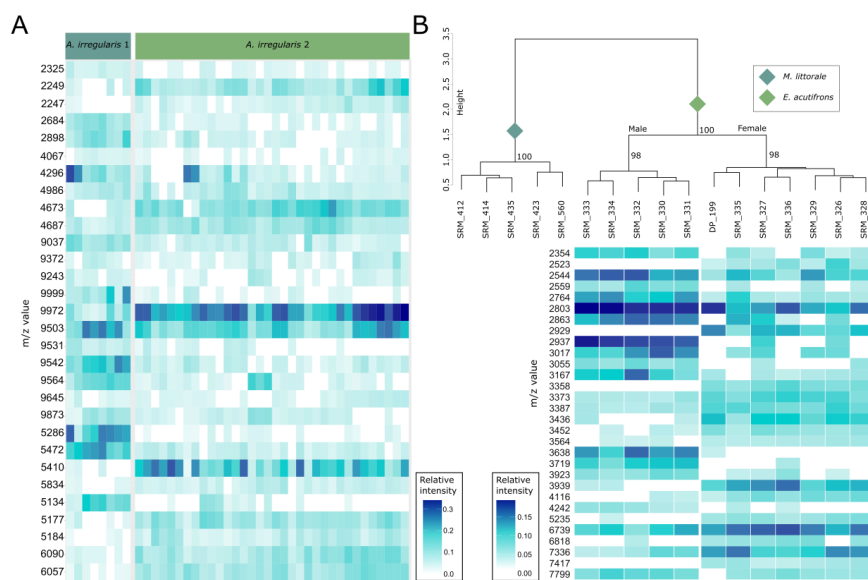 A
A. irregularis 1
A. irregularis 2
2325
2249
2247
2684
2898
4067
4296
4986
4673
4687
9037
9372
9243
9999
9972
9503
9531
9542
9564
9645
9873
5286
5472
5410
5834
5134
5177
5184
6090
6057
m/z value
Relative
intensity
0.3
0.2
0.1
0.0
B
3.5
3.0
2.5
2.0
1.5
1.0
0.5
Height
M. littorale
E. acutifrons
Male
Female
100
100
98
98
SRM_412
SRM_414
SRM_435
SRM_423
SRM_560
SRM_333
SRM_334
SRM_332
SRM_330
SRM_331
DP_199
SRM_335
SRM_327
SRM_336
SRM_329
SRM_326
SRM_328
2354
2523
2544
2559
2764
2803
2863
2929
2937
3017
3055
3167
3358
3373
3387
3436
3452
3564
3638
3719
3923
3939
4116
4242
5235
6739
6818
7336
7417
7799
m/z value
Relative
intensity
0.15
0.10
0.05
0.00